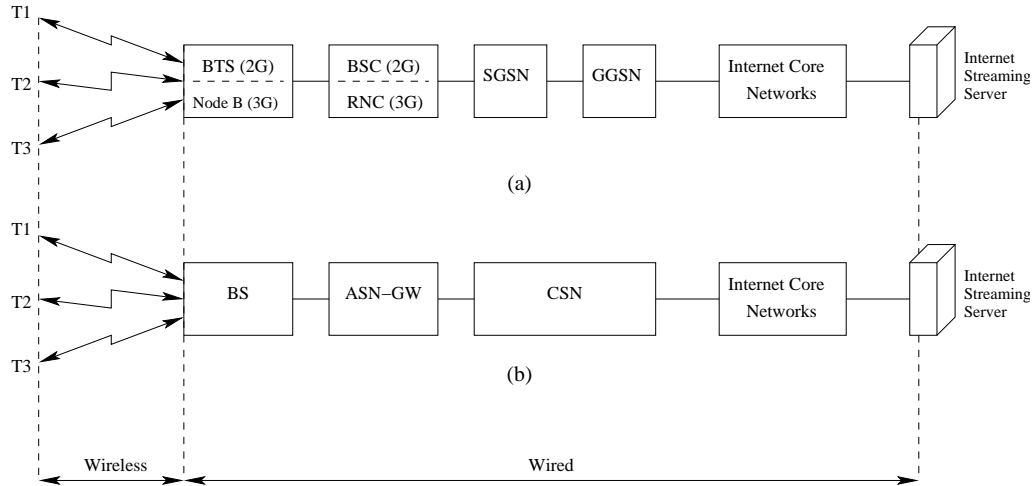 T1
T2
T3
BTS (2G)
Node B (3G)
BSC (2G)
RNC (3G)
SGSN
GGSN
Internet Core
Networks
Internet
Streaming
Server
(a)
T1
T2
T3
BS
ASN−GW
CSN
Internet Core
Networks
Internet
Streaming
Server
(b)
Wireless
Wired